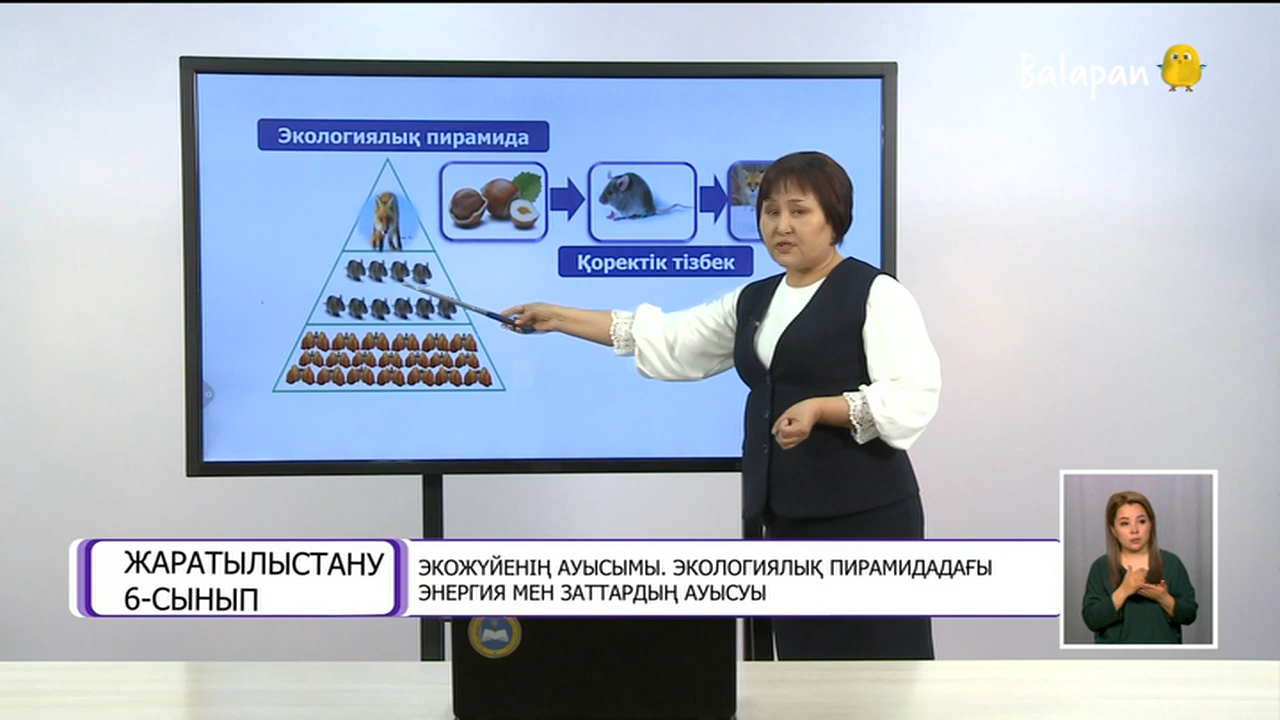 Balapan
Экологиялық пирамида
Қоректік тізбек
ЖАРАТЫЛЫСТАНУ
6-СЫНЫП
ЭКОЖҮЙЕНІҢ АУЫСЫМЫ. ЭКОЛОГИЯЛЫҚ ПИРАМИДАДАҒЫ
ЭНЕРГИЯ МЕН ЗАТТАРДЫҢ АУЫСУЫ